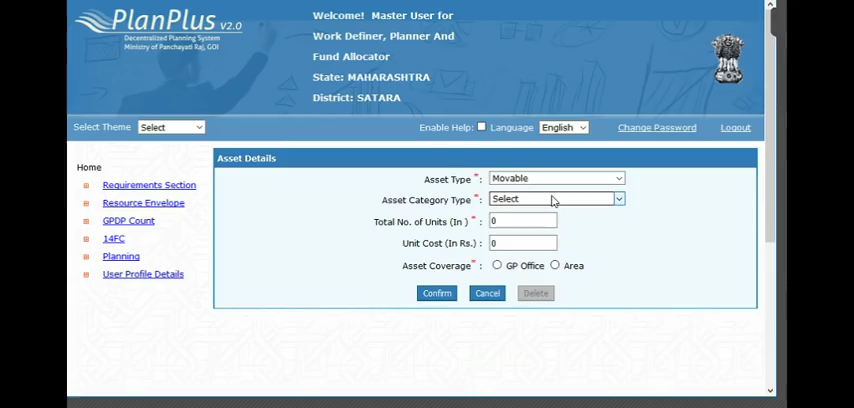 PlanPlus V2.0
Decentralized Planning System
Ministry of Panchayati Raj, GOI
Welcome! Master User for
Work Definer, Planner And
Fund Allocator
State: MAHARASHTRA
District: SATARA
Select Theme Select
Enable Help: Language English Change Password Logout
Home
Requirements Section
Resource Envelope
GPDP Count
14FC
Planning
User Profile Details
Asset Details
Asset Type *: Movable
Asset Category Type *: Select
Total No. of Units (In ) *: 0
Unit Cost (In Rs.) : 0
Asset Coverage* : GP Office Area
Confirm Cancel Delete